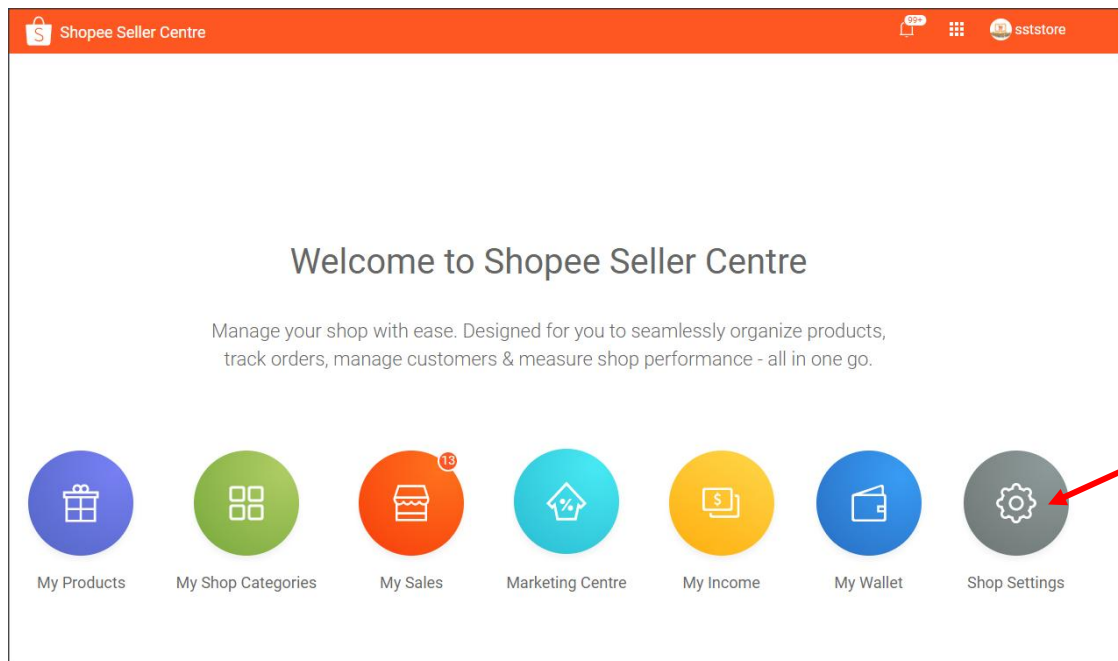 S Shopee Seller Centre
99+
sststore
Welcome to Shopee Seller Centre
Manage your shop with ease. Designed for you to seamlessly organize products,
track orders, manage customers & measure shop performance - all in one go.
13
%
$
My Products
My Shop Categories
My Sales
Marketing Centre
My Income
My Wallet
Shop Settings